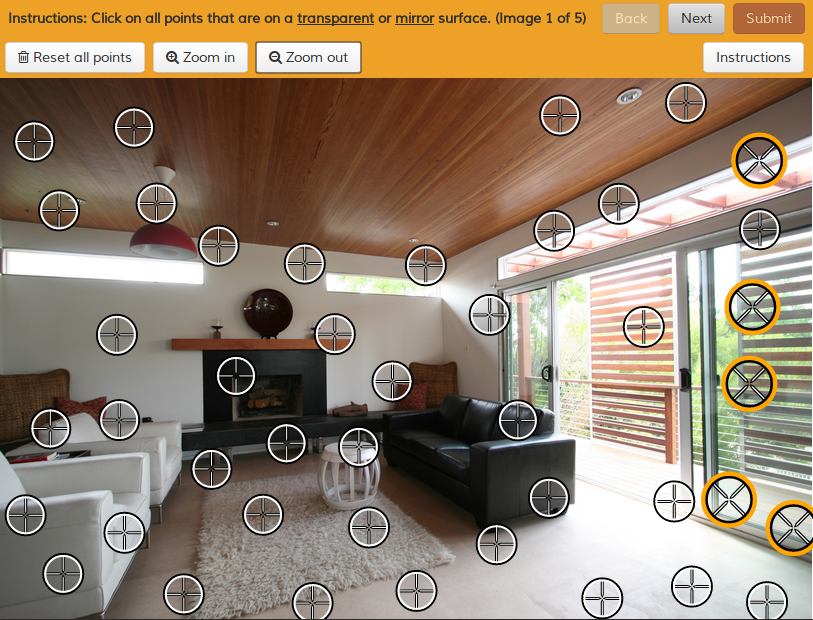 Instructions: Click on all points that are on a transparent or mirror surface. (Image 1 of 5)
Back
Next
Submit
Reset all points
Zoom in
Zoom out
Instructions